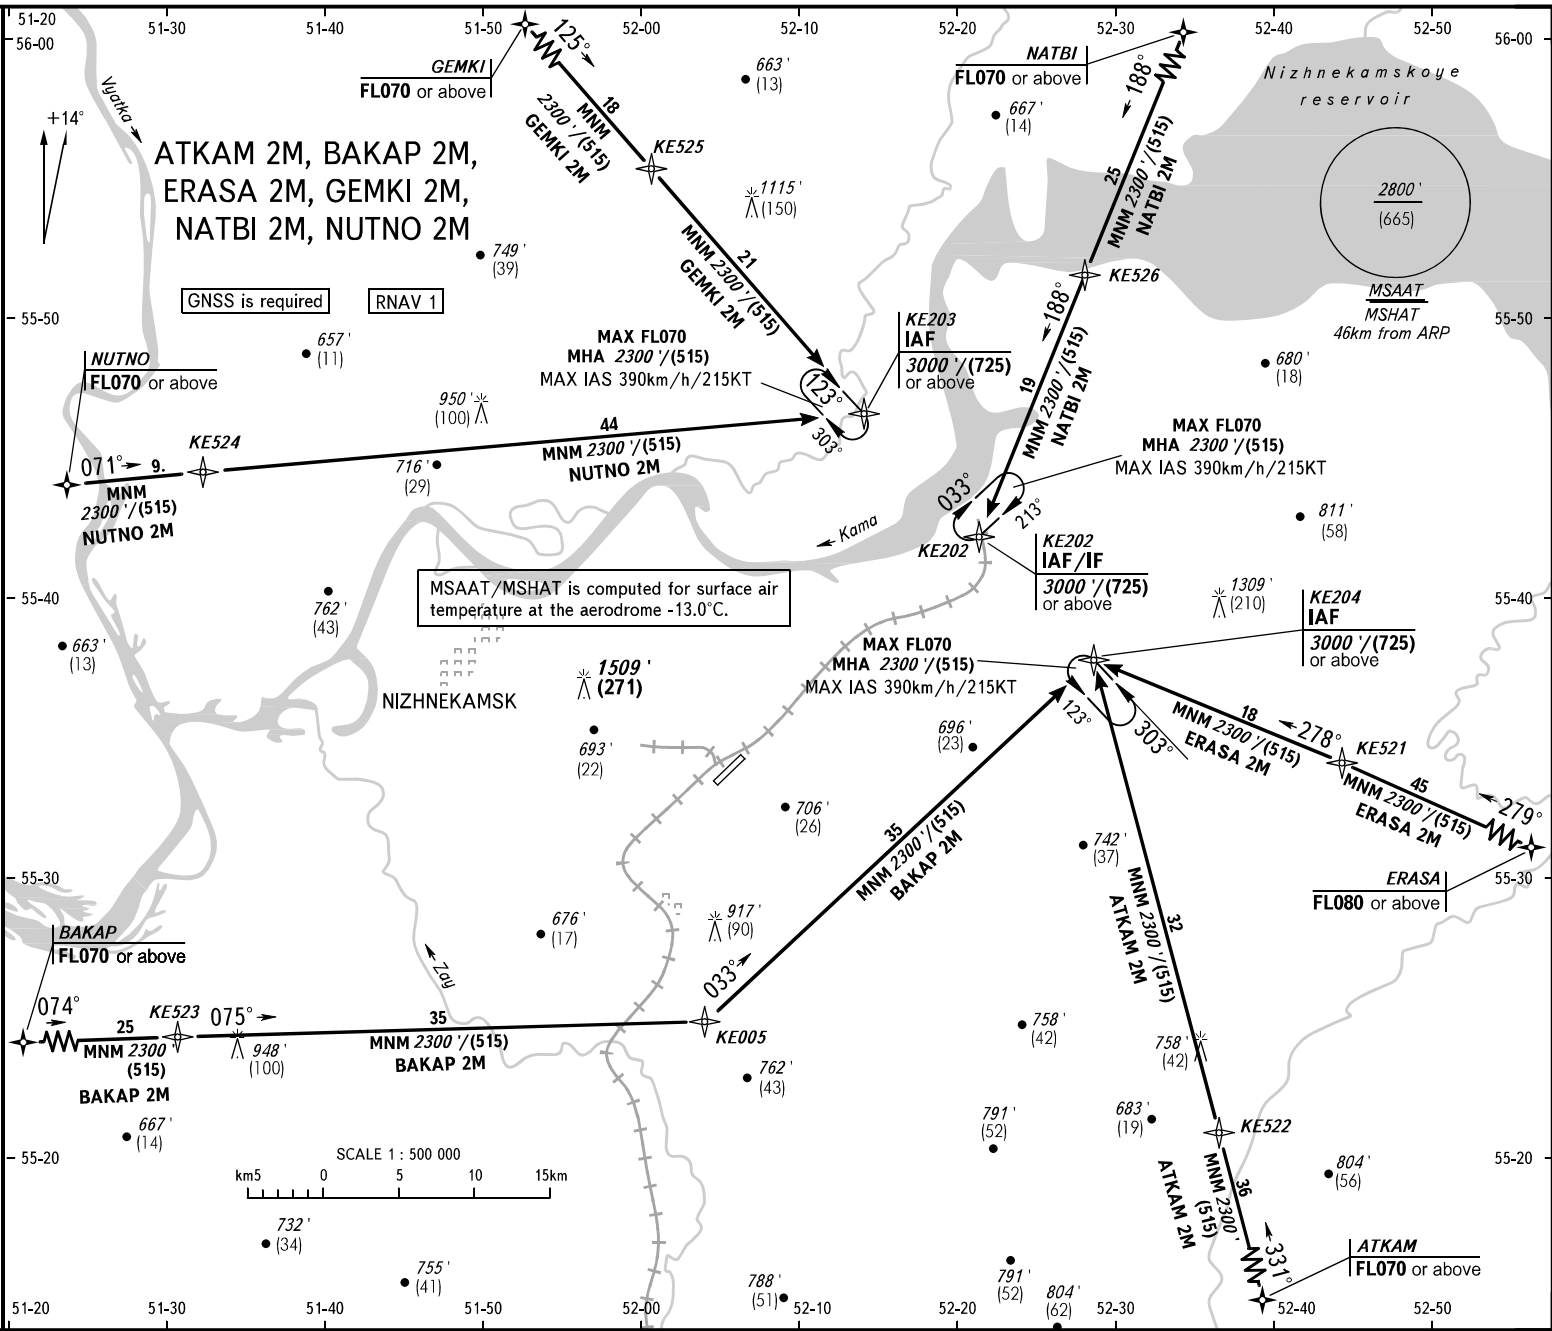 51-20
51-30
51-40
51-50
52-00
52-10
52-20
52-30
52-40
52-50
56-00
56-00
GEMKI
FL070 or above
125°
18
MNM
2300 '/(515)
GEMKI 2M
663 '
(13)
NATBI
FL070 or above
188°
667 '
(14)
Nizhnekamskoye
reservoir
Vyatka
+14°
ATKAM 2M, BAKAP 2M,
ERASA 2M, GEMKI 2M,
NATBI 2M, NUTNO 2M
KE525
1115 '
(150)
25
MNM 2300 '/(515)
NATBI 2M
2800 '
(665)
749 '
(39)
MNM 2300 '/(515)
21
GEMKI 2M
KE526
MSAAT
MSHAT
46km from ARP
GNSS is required
RNAV 1
188°
55-50
55-50
657 '
(11)
MAX FL070
MHA 2300 '/(515)
MAX IAS 390km/h/215KT
KE203
IAF
3000 '/(725)
or above
19
MNM 2300 '/(515)
NATBI 2M
680 '
(18)
NUTNO
FL070 or above
950 '
(100)
123°
303°
KE524
44
MNM 2300 '/(515)
NUTNO 2M
071°
9.
MNM
2300 '/(515)
NUTNO 2M
716 '
(29)
MAX FL070
MHA 2300 '/(515)
MAX IAS 390km/h/215KT
033°
213°
811 '
(58)
Kama
KE202
KE202
IAF/IF
3000 '/(725)
or above
MSAAT/MSHAT is computed for surface air
temperature at the aerodrome -13.0°C.
1309 '
(210)
KE204
IAF
3000 '/(725)
or above
55-40
55-40
762 '
(43)
663 '
(13)
MAX FL070
MHA 2300 '/(515)
MAX IAS 390km/h/215KT
1509 '
(271)
NIZHNEKAMSK
123°
303°
696 '
(23)
693 '
(22)
18
MNM 2300 '/(515)
ERASA 2M
278°
KE521
45
MNM 2300 '/(515)
ERASA 2M
279°
706 '
(26)
35
MNM 2300 '/(515)
BAKAP 2M
742 '
(37)
55-30
55-30
ERASA
FL080 or above
MNM 2300 '/(515)
32
ATKAM 2M
676 '
(17)
917 '
(90)
BAKAP
FL070 or above
Zay
033°
074°
25
MNM 2300 '
(515)
BAKAP 2M
KE523
075°
948 '
(100)
35
MNM 2300 '/(515)
BAKAP 2M
KE005
758 '
(42)
758 '
(42)
762 '
(43)
667 '
(14)
791 '
(52)
683 '
(19)
KE522
55-20
55-20
SCALE 1 : 500 000
km5
0
5
10
15km
804 '
(56)
MNM 2300 '
(515)
36
ATKAM 2M
331°
732 '
(34)
755 '
(41)
788 '
(51)
791 '
(52)
804 '
(62)
ATKAM
FL070 or above
51-20
51-30
51-40
51-50
52-00
52-10
52-20
52-30
52-40
52-50